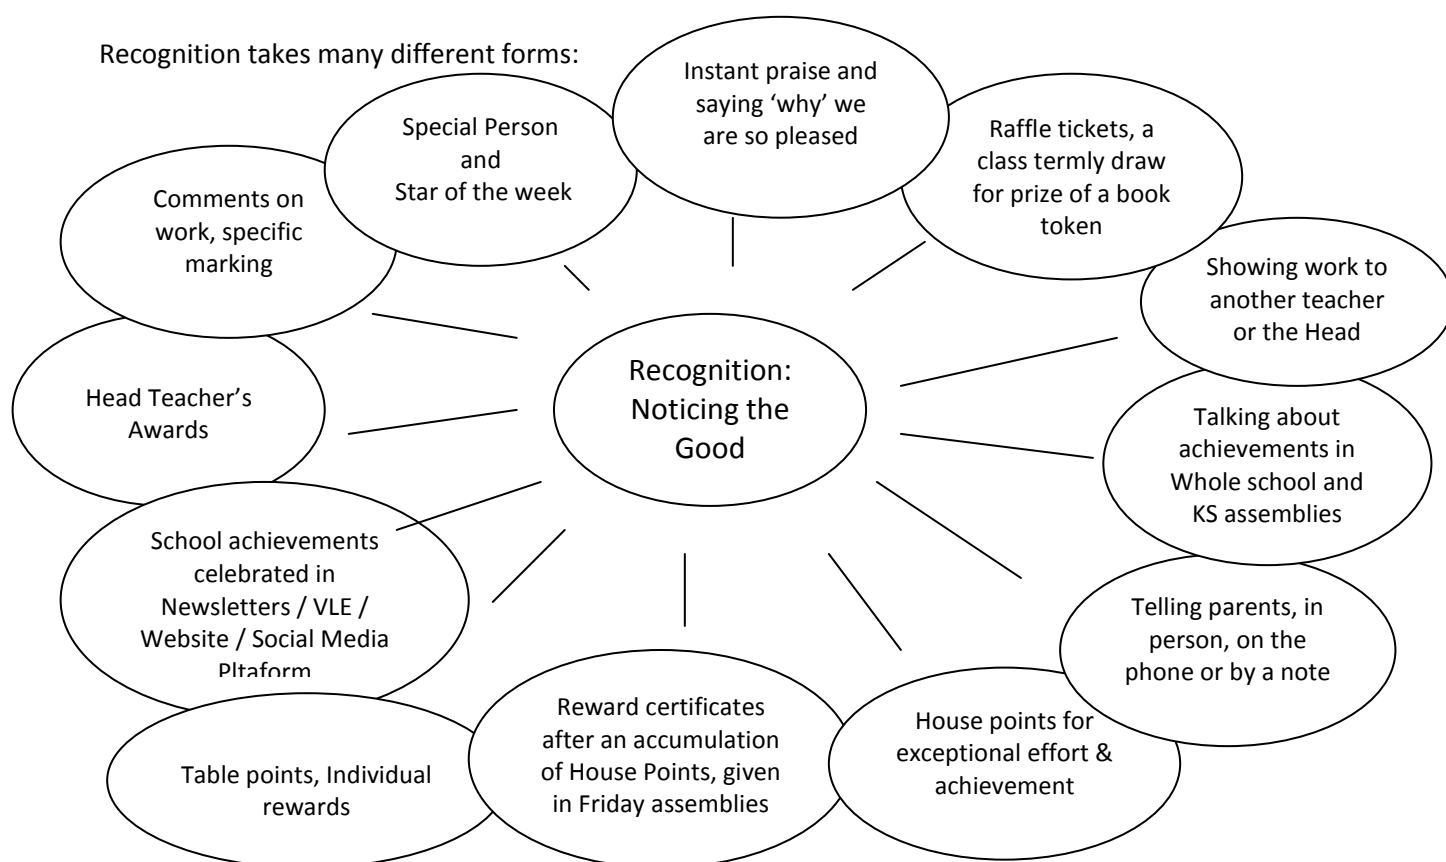 Recognition takes many different forms:
Instant praise and
saying ‘why’ we
are so pleased
Raffle tickets, a
class termly draw
for prize of a book
token
Showing work to
another teacher
or the Head
Talking about
achievements in
Whole school and
KS assemblies
Telling parents, in
person, on the
phone or by a note
House points for
exceptional effort &
achievement
Reward certificates
after an accumulation
of House Points, given
in Friday assemblies
Table points, Individual
rewards
School achievements
celebrated in
Newsletters / VLE /
Website / Social Media
Pltaform
Head Teacher’s
Awards
Comments on
work, specific
marking
Special Person
and
Star of the week
Recognition:
Noticing the
Good